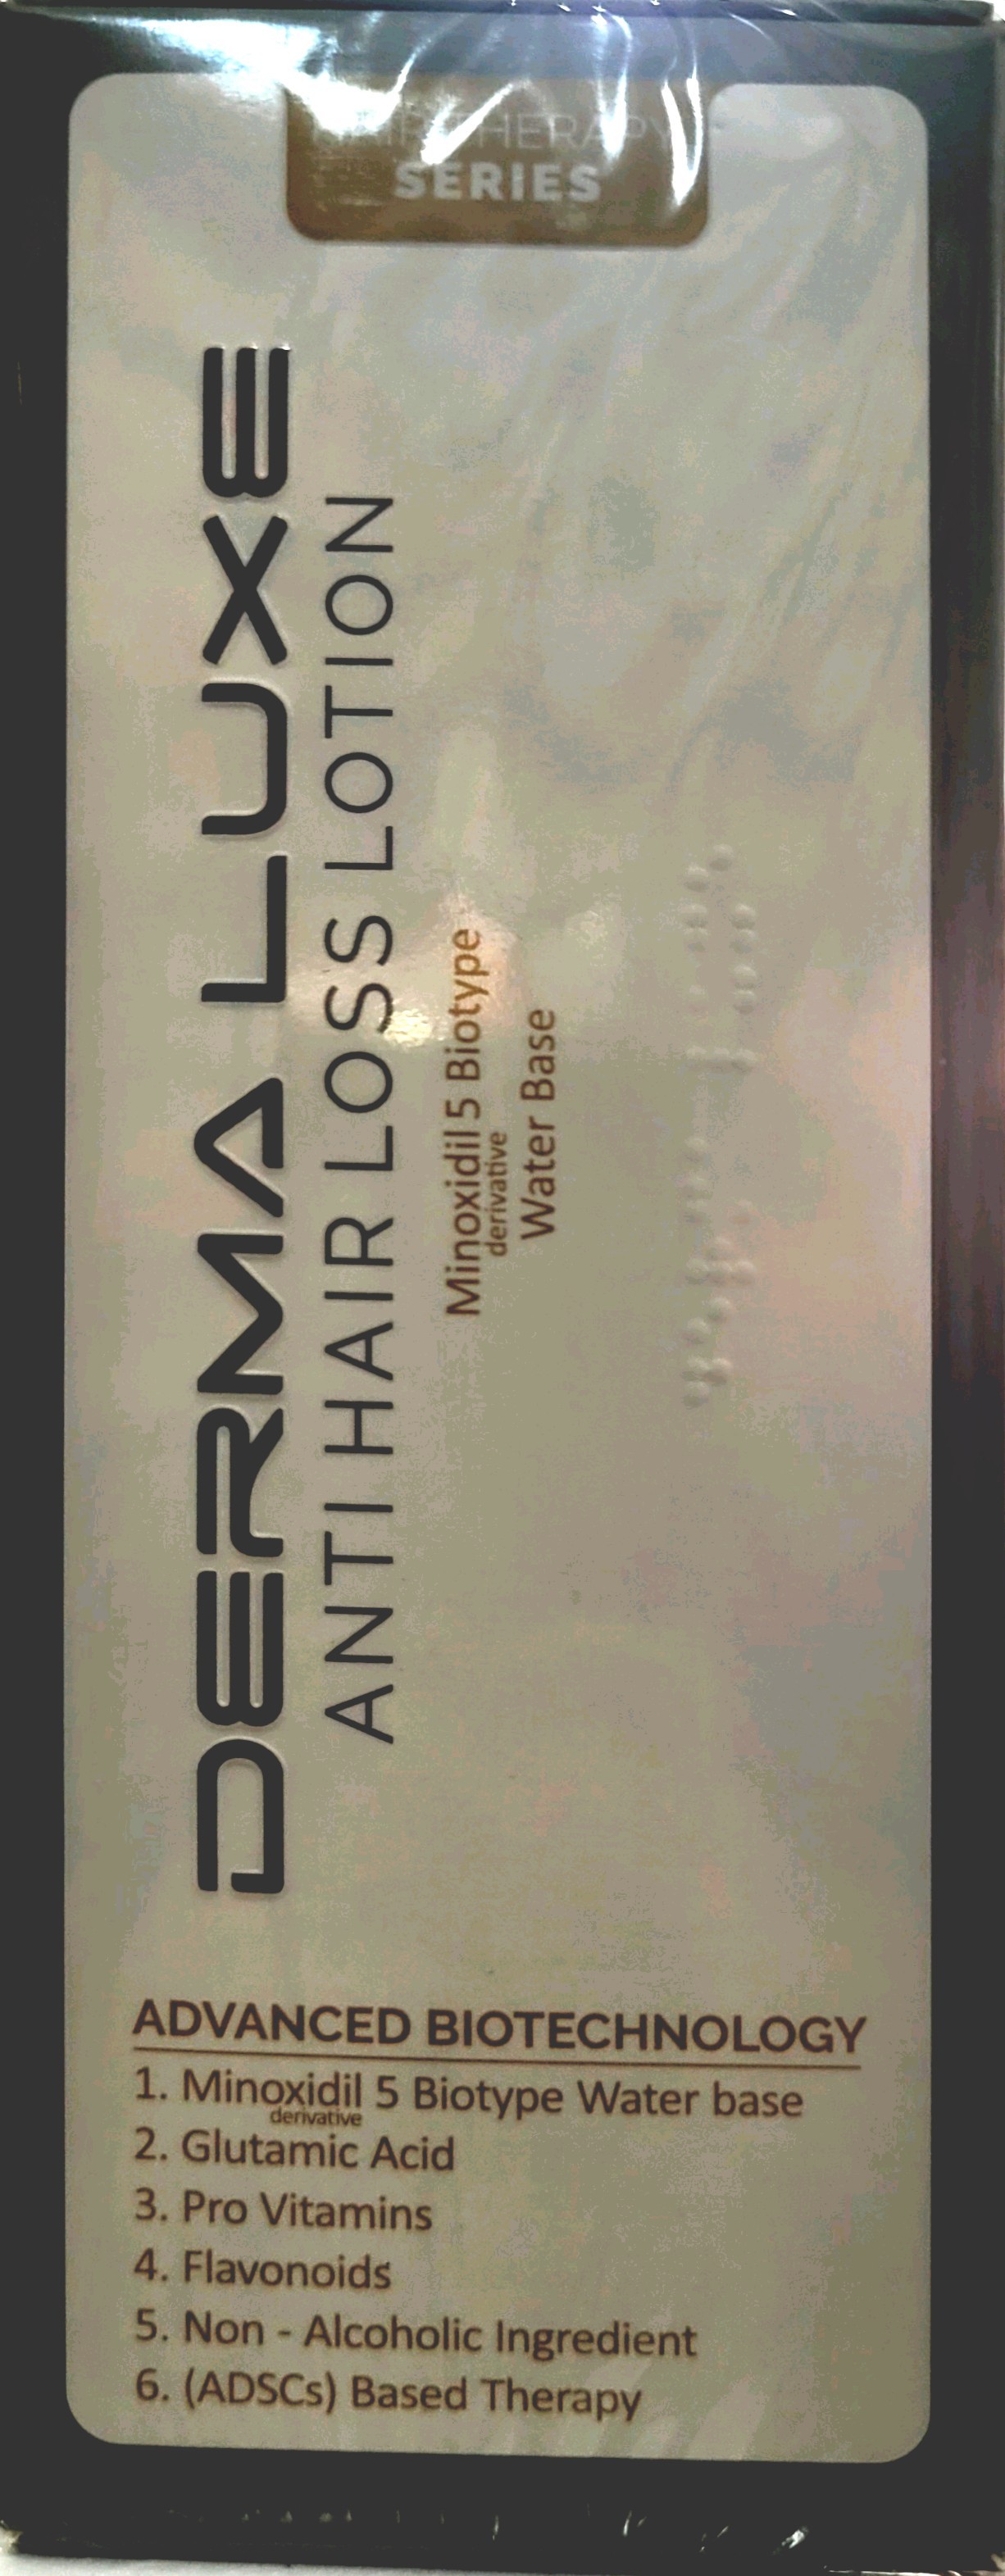 HAIR THERAPY
SERIES
DERMA LUXE
ANTI HAIR LOSS LOTION
Minoxidil 5 Biotype
derivative
Water Base
ADVANCED BIOTECHNOLOGY
1. Minoxidil 5 Biotype Water base
derivative
2. Glutamic Acid
3. Pro Vitamins
4. Flavonoids
5. Non - Alcoholic Ingredient
6. (ADSCs) Based Therapy